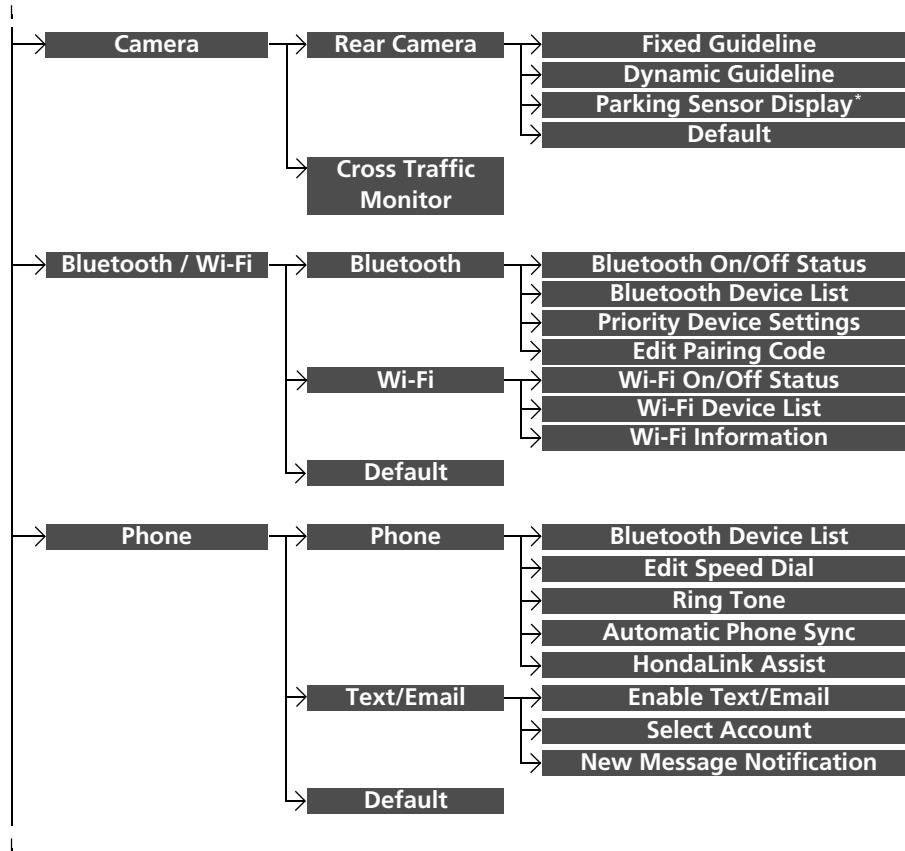 Camera
Rear Camera
Fixed Guideline
Dynamic Guideline
Parking Sensor Display*
Default
Cross Traffic
Monitor
Bluetooth / Wi-Fi
Bluetooth
Bluetooth On/Off Status
Bluetooth Device List
Priority Device Settings
Edit Pairing Code
Wi-Fi
Wi-Fi On/Off Status
Wi-Fi Device List
Wi-Fi Information
Default
Phone
Phone
Bluetooth Device List
Edit Speed Dial
Ring Tone
Automatic Phone Sync
HondaLink Assist
Text/Email
Enable Text/Email
Select Account
New Message Notification
Default